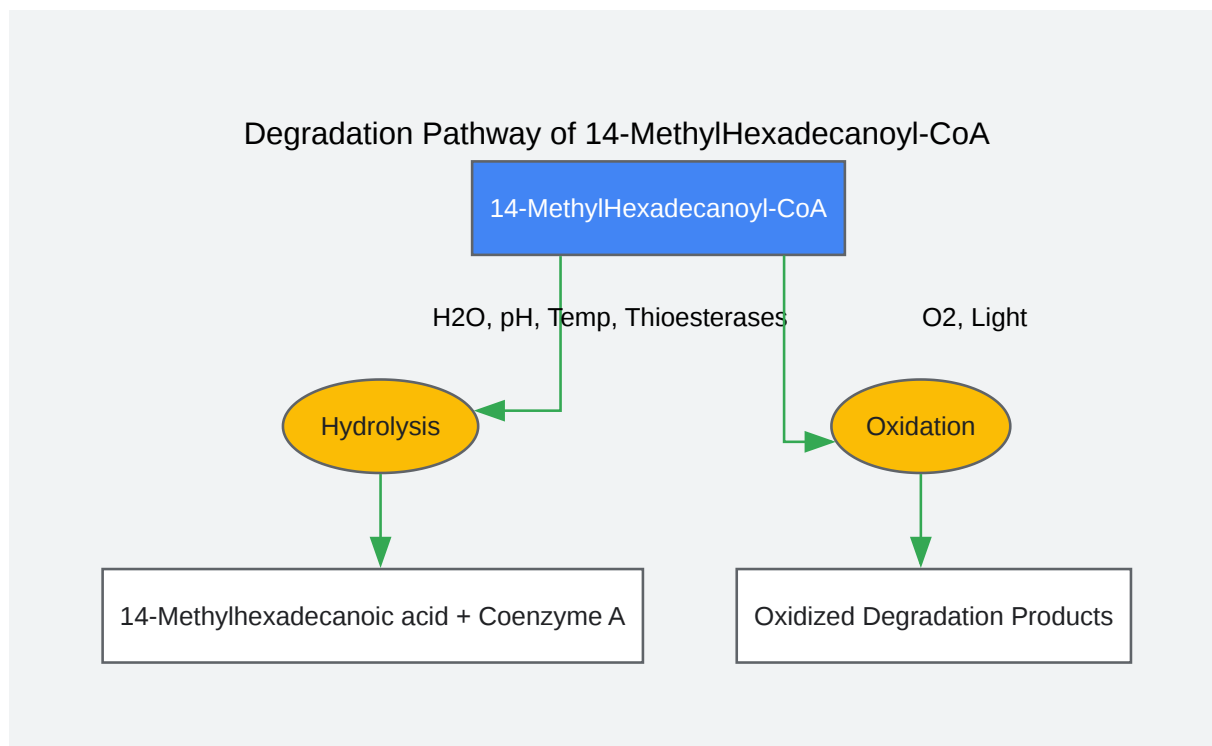 Degradation Pathway of 14-MethylHexadecanoyl-CoA
14-MethylHexadecanoyl-CoA
H2O, pH, Temp, Thioesterases
O2, Light
Hydrolysis
Oxidation
14-Methylhexadecanoic acid + Coenzyme A
Oxidized Degradation Products